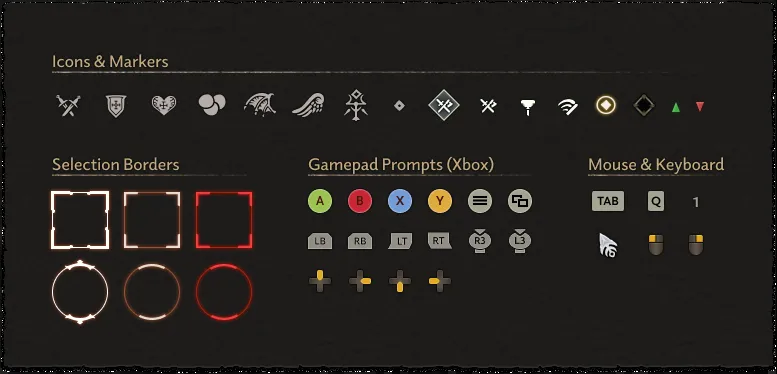 Icons & Markers
Selection Borders
Gamepad Prompts (Xbox)
Mouse & Keyboard
A B X Y
TAB Q 1
LB RB LT RT R3 L3